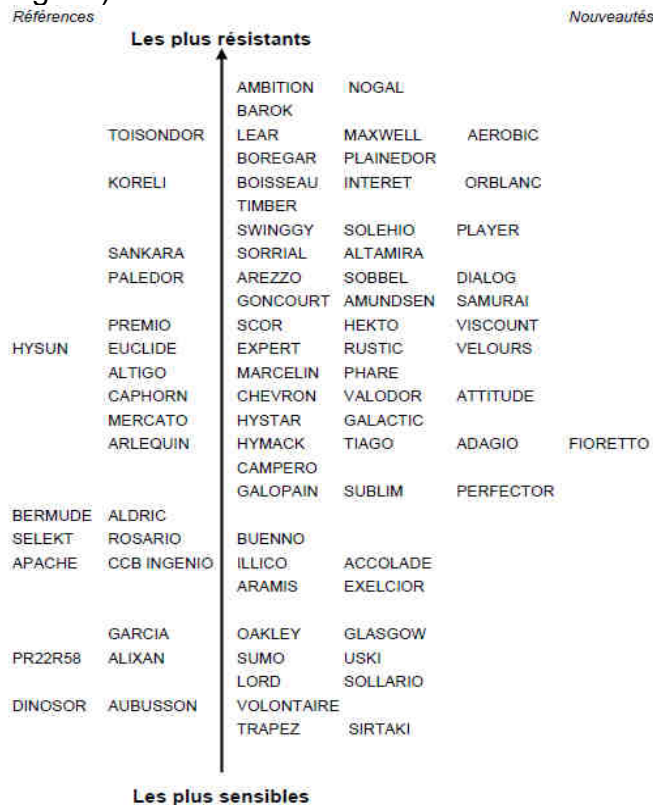 Références Nouveautés
Les plus résistants
AMBITION NOGAL
BAROK
TOISONDOR LEAR MAXWELL AEROBIC
BOREGAR PLAINEDOR
KORELI BOISSEAU INTERET ORBLANC
TIMBER
SWINGGY SOLEHIO PLAYER
SANKARA SORRIAL ALTAMIRA
PALEDOR AREZZO SOBBEL DIALOG
GONCOURT AMUNDSEN SAMURAI
PREMIO SCOR HEKTO VISCOUNT
HYSUN EUCLIDE EXPERT RUSTIC VELOURS
ALTIGO MARCELIN PHARE
CAPHORN CHEVRON VALODOR ATTITUDE
MERCATO HYSTAR GALACTIC
ARLEQUIN HYMACK TIAGO ADAGIO FIORETTO
CAMPERO
GALOPAIN SUBLIM PERFECTOR
BERMUDE ALDRIC
SELEKT ROSARIO BUENNO
APACHE CCB INGENIO ILLICO ACCOLADE
ARAMIS EXELCIOR
GARCIA OAKLEY GLASGOW
PR22R58 ALIXAN SUMO USKI
LORD SOLLARIO
DINOSOR AUBUSSON VOLONTAIRE
TRAPEZ SIRTAKI
Les plus sensibles